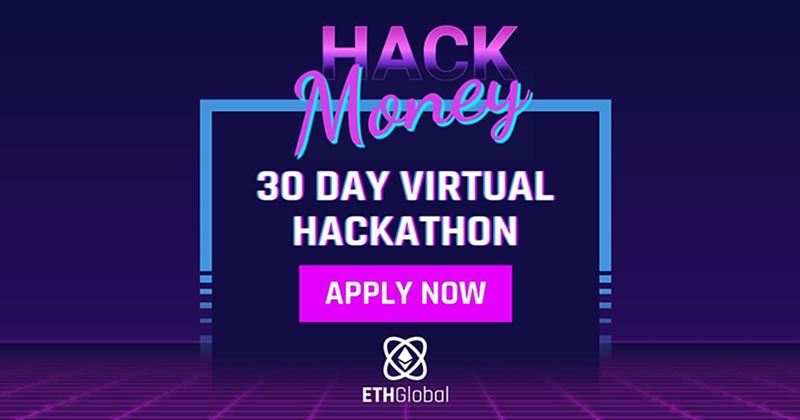 HACK
Money
30 DAY VIRTUAL
HACKATHON
APPLY NOW
ETHGlobal